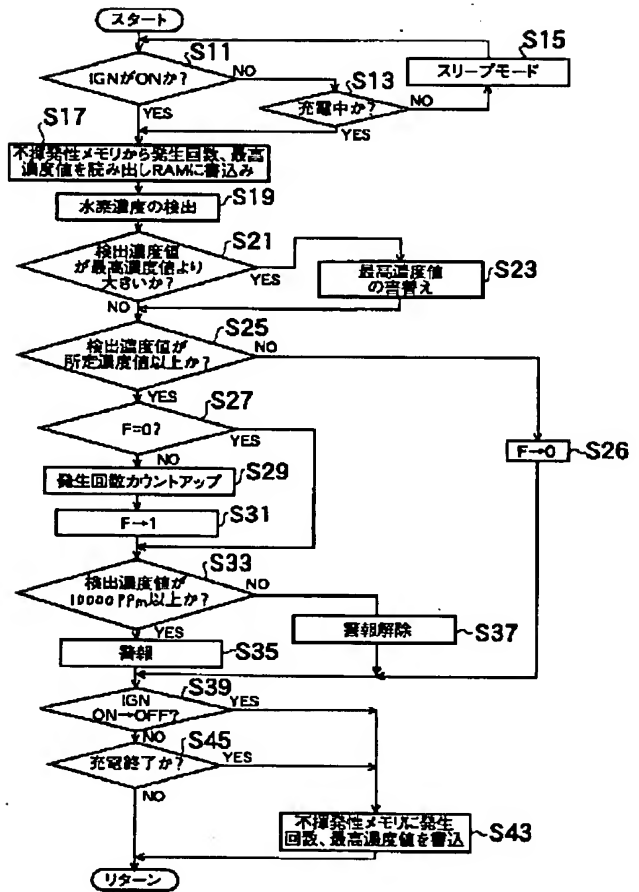 スタート
S11
IGNがONか?
NO
YES
S13
充電中か?
NO
YES
S15
スリープモード
S17
不揮発性メモリから発生回数、最高
濃度値を読み出しRAMに書込み
水素濃度の検出
S19
S21
検出濃度値
が最高濃度値より
大きいか?
YES
NO
S23
最高濃度値
の書替え
S25
検出濃度値が
所定濃度値以上か?
NO
YES
S27
F=0?
YES
NO
F→0
S26
発生回数カウントアップ
S29
F→1
S31
S33
検出濃度値が
10000PPm以上か?
NO
YES
警報
S35
警報解除
S37
S39
IGN
ON→OFF?
YES
NO
S45
充電終了か?
YES
NO
不揮発性メモリに発生
回数、最高濃度値を書込
S43
リターン